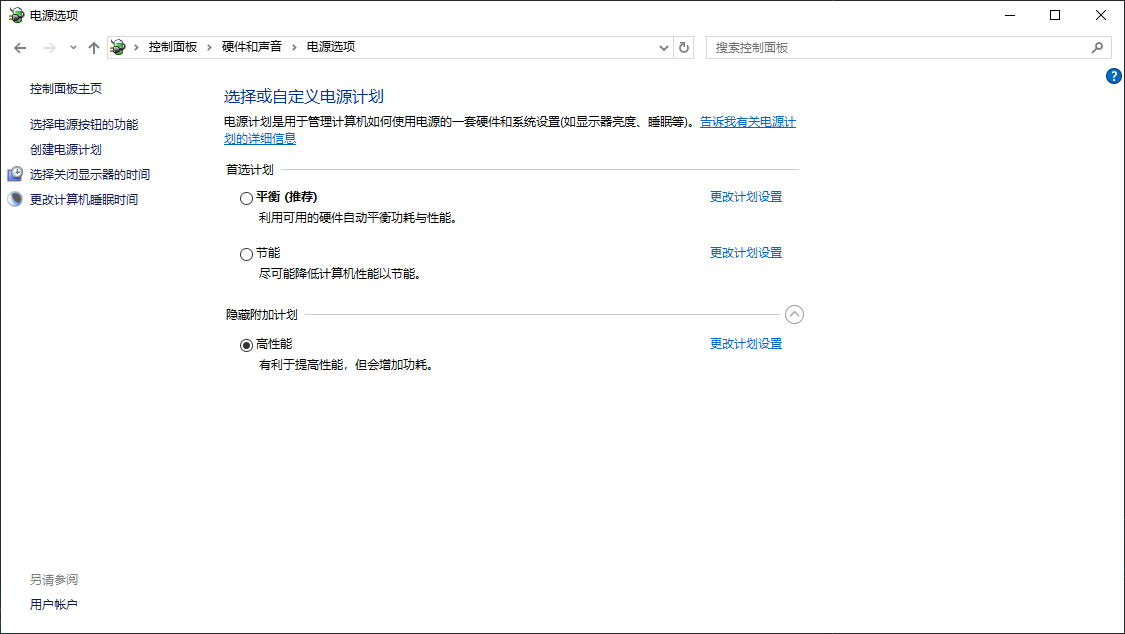 电源选项
控制面板 硬件和声音 电源选项
搜索控制面板
控制面板主页
选择电源按钮的功能
创建电源计划
选择关闭显示器的时间
更改计算机睡眠时间
选择或自定义电源计划
电源计划是用于管理计算机如何使用电源的一套硬件和系统设置(如显示器亮度、睡眠等)。告诉我有关电源计
划的详细信息
首选计划
平衡 (推荐) 更改计划设置
利用可用的硬件自动平衡功耗与性能。
节能 更改计划设置
尽可能降低计算机性能以节能。
隐藏附加计划
高性能 更改计划设置
有利于提高性能，但会增加功耗。
另请参阅
用户帐户